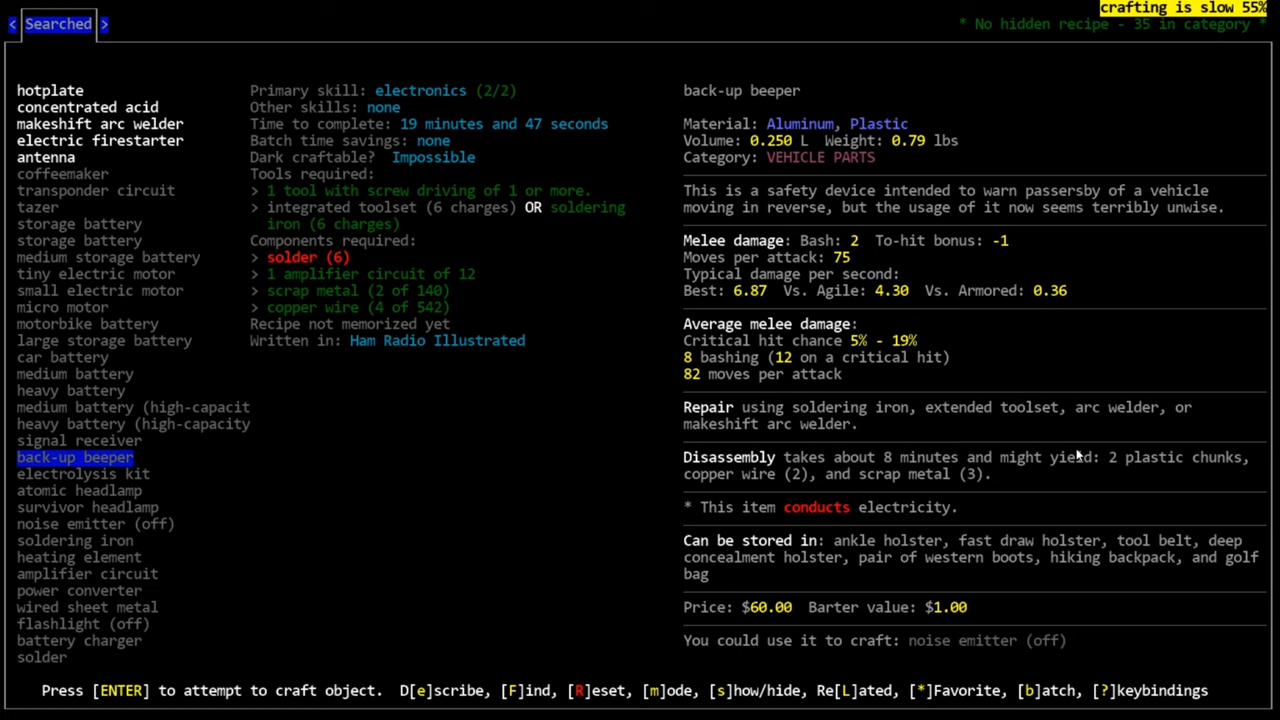 crafting is slow 55%
< Searched >
* No hidden recipe - 35 in category *
hotplate
concentrated acid
makeshift arc welder
electric firestarter
antenna
coffeemaker
transponder circuit
tazer
storage battery
storage battery
medium storage battery
tiny electric motor
small electric motor
micro motor
motorbike battery
large storage battery
car battery
medium battery
heavy battery
medium battery (high-capacit
heavy battery (high-capacity
signal receiver
back-up beeper
electrolysis kit
atomic headlamp
survivor headlamp
noise emitter (off)
soldering iron
heating element
amplifier circuit
power converter
wired sheet metal
flashlight (off)
battery charger
solder
Primary skill: electronics (2/2)
Other skills: none
Time to complete: 19 minutes and 47 seconds
Batch time savings: none
Dark craftable? Impossible
Tools required:
> 1 tool with screw driving of 1 or more.
> integrated toolset (6 charges) OR soldering
iron (6 charges)
Components required:
> solder (6)
> 1 amplifier circuit of 12
> scrap metal (2 of 140)
> copper wire (4 of 542)
Recipe not memorized yet
Written in: Ham Radio Illustrated
back-up beeper
Material: Aluminum, Plastic
Volume: 0.250 L Weight: 0.79 lbs
Category: VEHICLE PARTS
This is a safety device intended to warn passersby of a vehicle
moving in reverse, but the usage of it now seems terribly unwise.
Melee damage: Bash: 2 To-hit bonus: -1
Moves per attack: 75
Typical damage per second:
Best: 6.87 Vs. Agile: 4.30 Vs. Armored: 0.36
Average melee damage:
Critical hit chance 5% - 19%
8 bashing (12 on a critical hit)
82 moves per attack
Repair using soldering iron, extended toolset, arc welder, or
makeshift arc welder.
Disassembly takes about 8 minutes and might yield: 2 plastic chunks,
copper wire (2), and scrap metal (3).
* This item conducts electricity.
Can be stored in: ankle holster, fast draw holster, tool belt, deep
concealment holster, pair of western boots, hiking backpack, and golf
bag
Price: $60.00 Barter value: $1.00
You could use it to craft: noise emitter (off)
Press [ENTER] to attempt to craft object. D[e]scribe, [F]ind, [R]eset, [m]ode, [s]how/hide, Re[L]ated, [*]Favorite, [b]atch, [?]keybindings